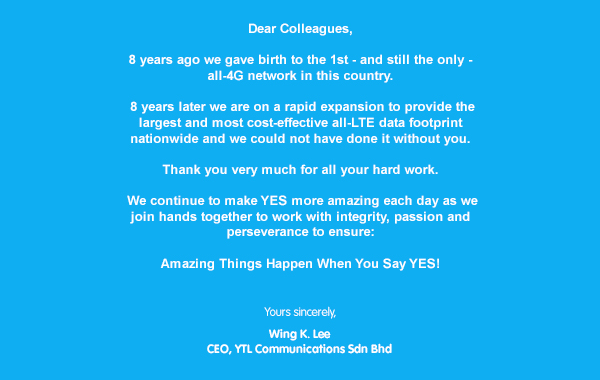 Dear Colleagues,
8 years ago we gave birth to the 1st - and still the only -
all-4G network in this country.
8 years later we are on a rapid expansion to provide the
largest and most cost-effective all-LTE data footprint
nationwide and we could not have done it without you.
Thank you very much for all your hard work.
We continue to make YES more amazing each day as we
join hands together to work with integrity, passion and
perseverance to ensure:
Amazing Things Happen When You Say YES!
Yours sincerely,
Wing K. Lee
CEO, YTL Communications Sdn Bhd